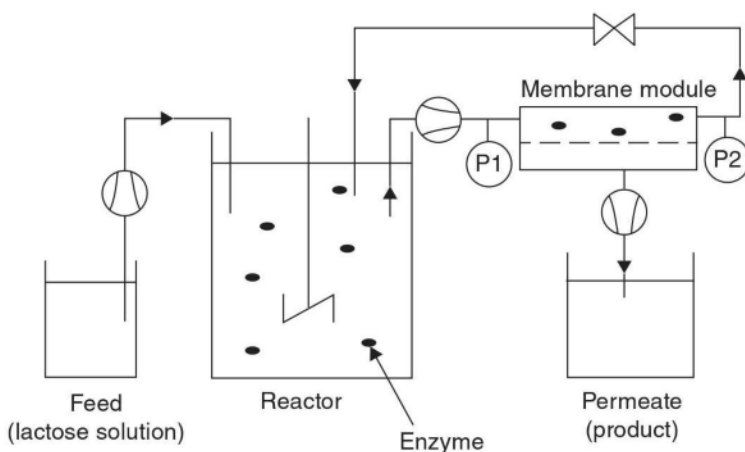 Membrane module
P1
P2
Feed
(lactose solution)
Reactor
Enzyme
Permeate
(product)